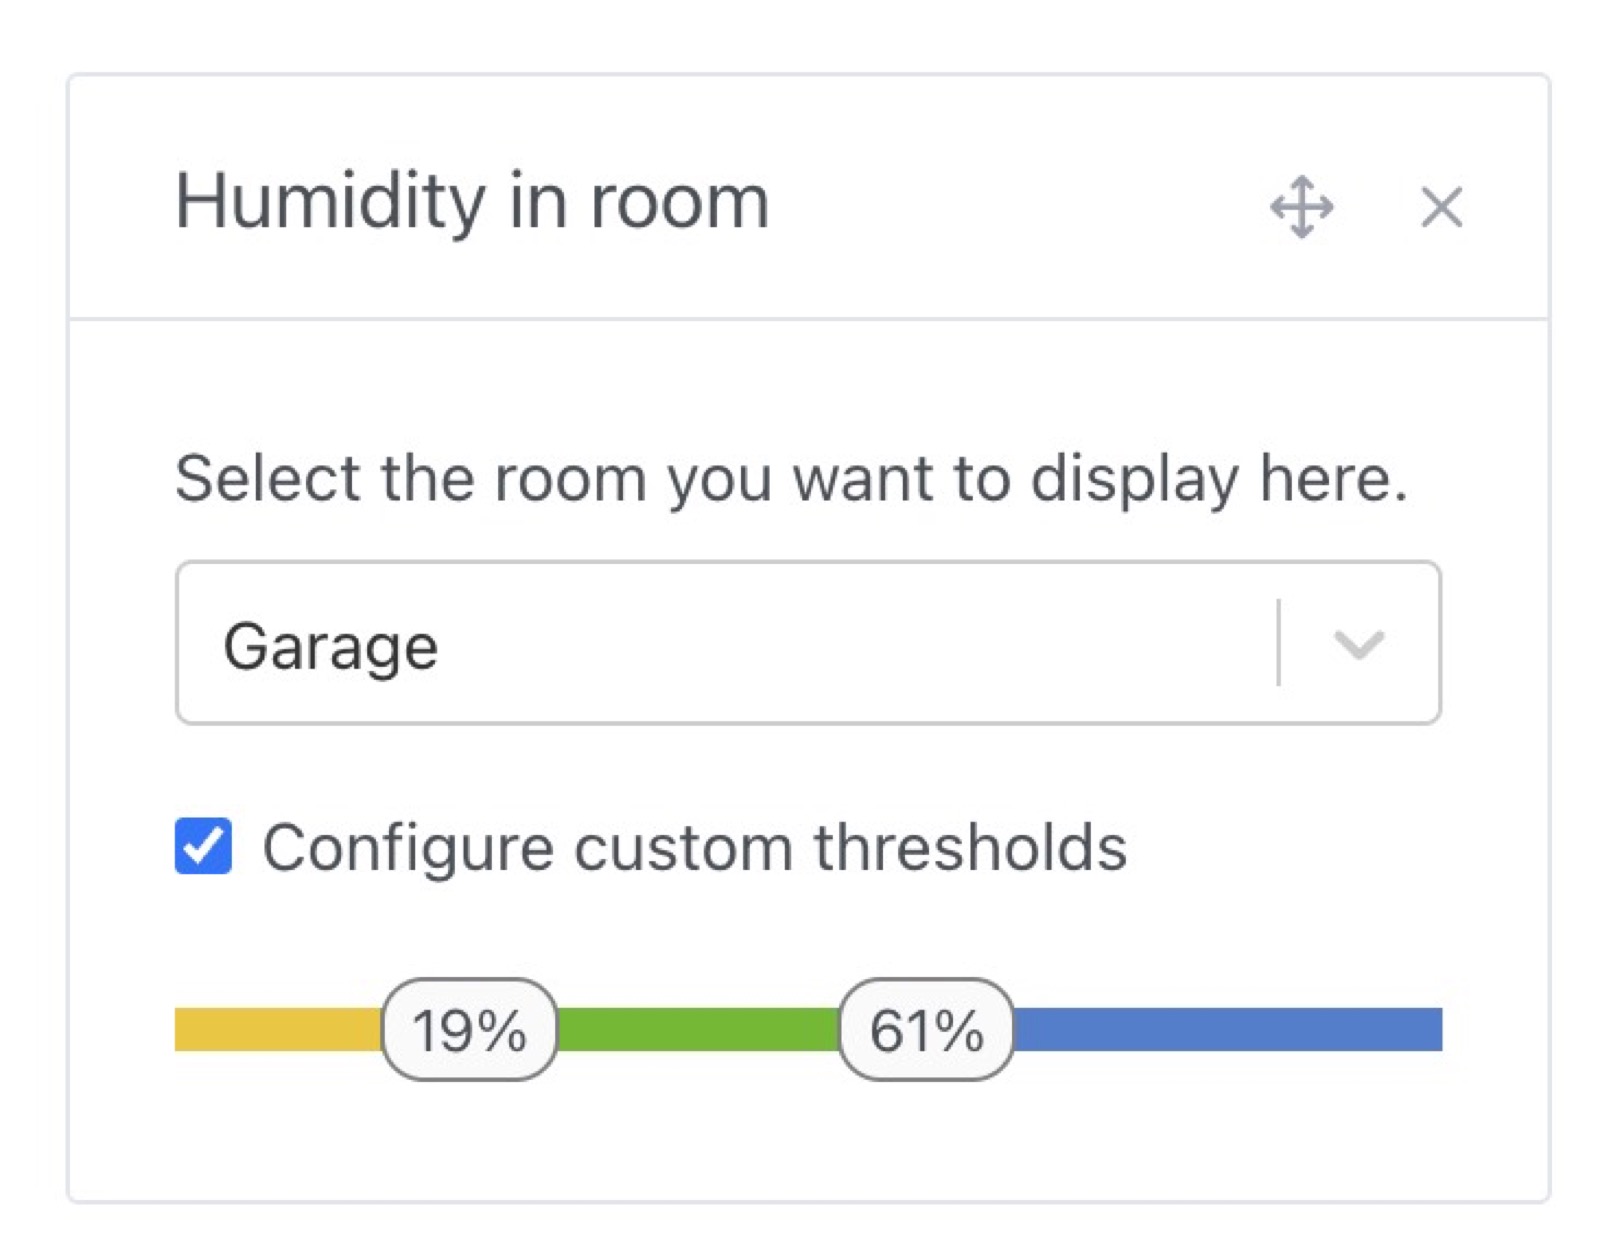 Humidity in room
Select the room you want to display here.
Garage
Configure custom thresholds
19% 61%